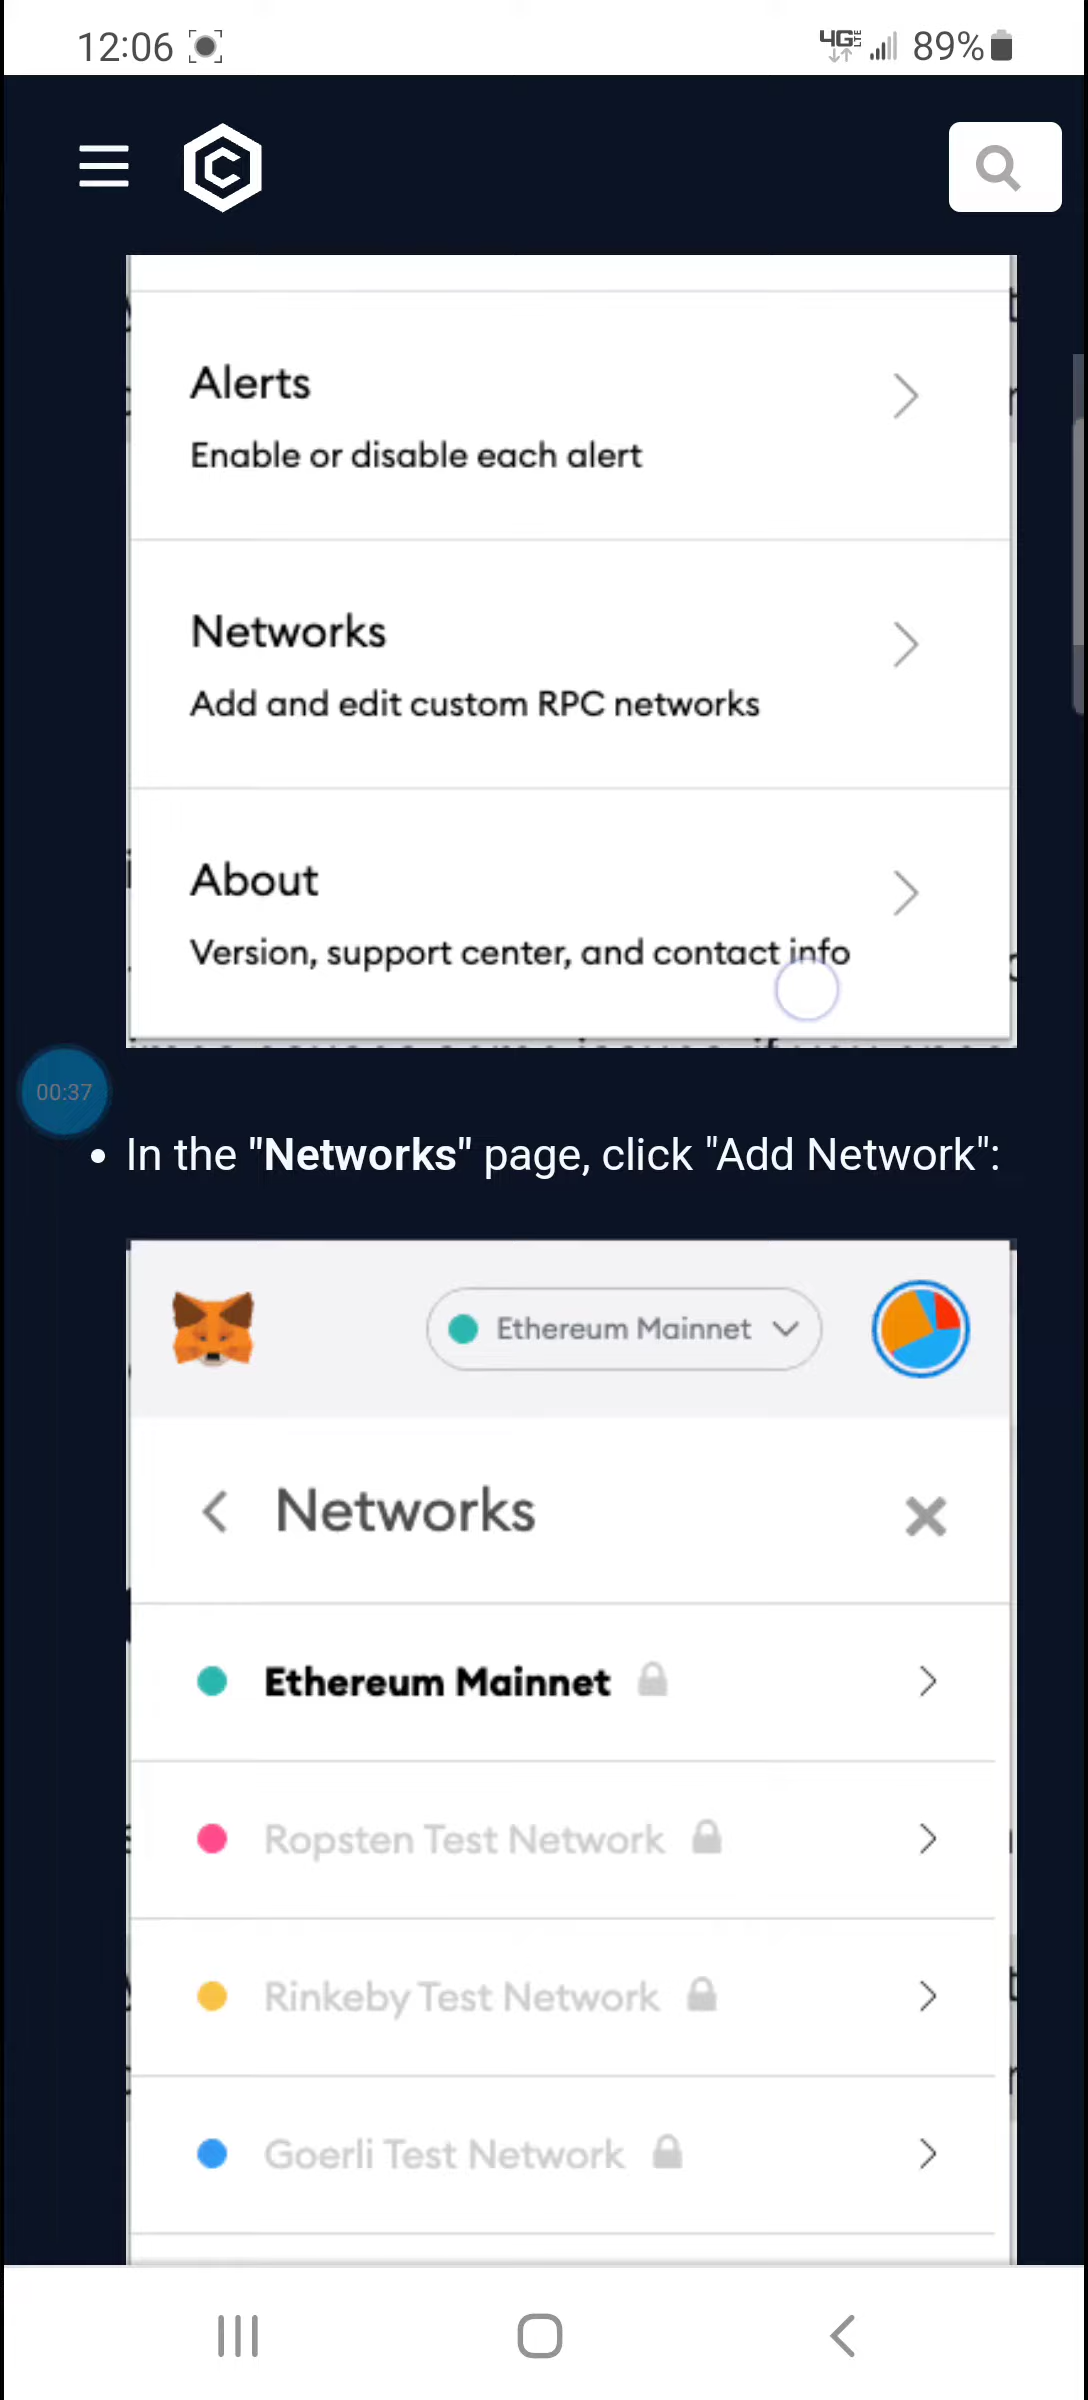 12:06
4G LTE 89%
Alerts
Enable or disable each alert
Networks
Add and edit custom RPC networks
About
Version, support center, and contact info
00:37
• In the "Networks" page, click "Add Network":
Ethereum Mainnet
Networks
Ethereum Mainnet
Ropsten Test Network
Rinkeby Test Network
Goerli Test Network